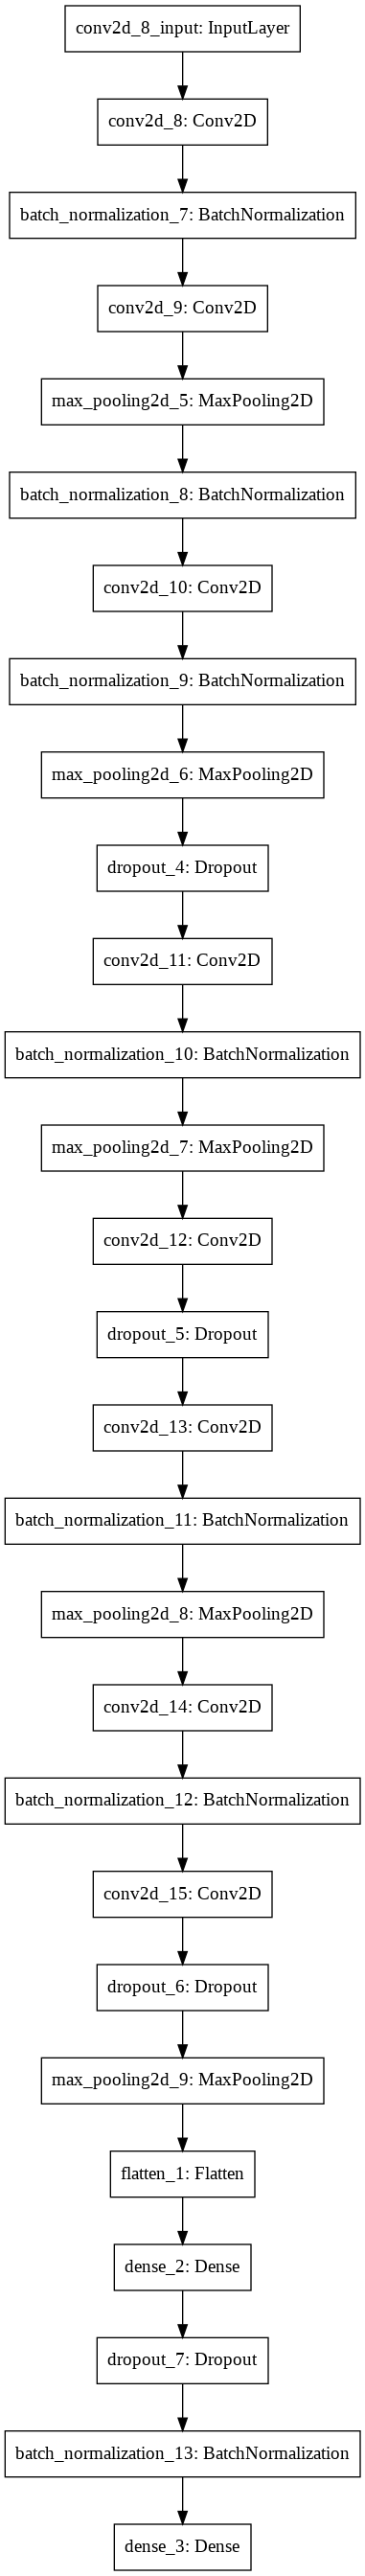 conv2d_8_input: InputLayer
conv2d_8: Conv2D
batch_normalization_7: BatchNormalization
conv2d_9: Conv2D
max_pooling2d_5: MaxPooling2D
batch_normalization_8: BatchNormalization
conv2d_10: Conv2D
batch_normalization_9: BatchNormalization
max_pooling2d_6: MaxPooling2D
dropout_4: Dropout
conv2d_11: Conv2D
batch_normalization_10: BatchNormalization
max_pooling2d_7: MaxPooling2D
conv2d_12: Conv2D
dropout_5: Dropout
conv2d_13: Conv2D
batch_normalization_11: BatchNormalization
max_pooling2d_8: MaxPooling2D
conv2d_14: Conv2D
batch_normalization_12: BatchNormalization
conv2d_15: Conv2D
dropout_6: Dropout
max_pooling2d_9: MaxPooling2D
flatten_1: Flatten
dense_2: Dense
dropout_7: Dropout
batch_normalization_13: BatchNormalization
dense_3: Dense